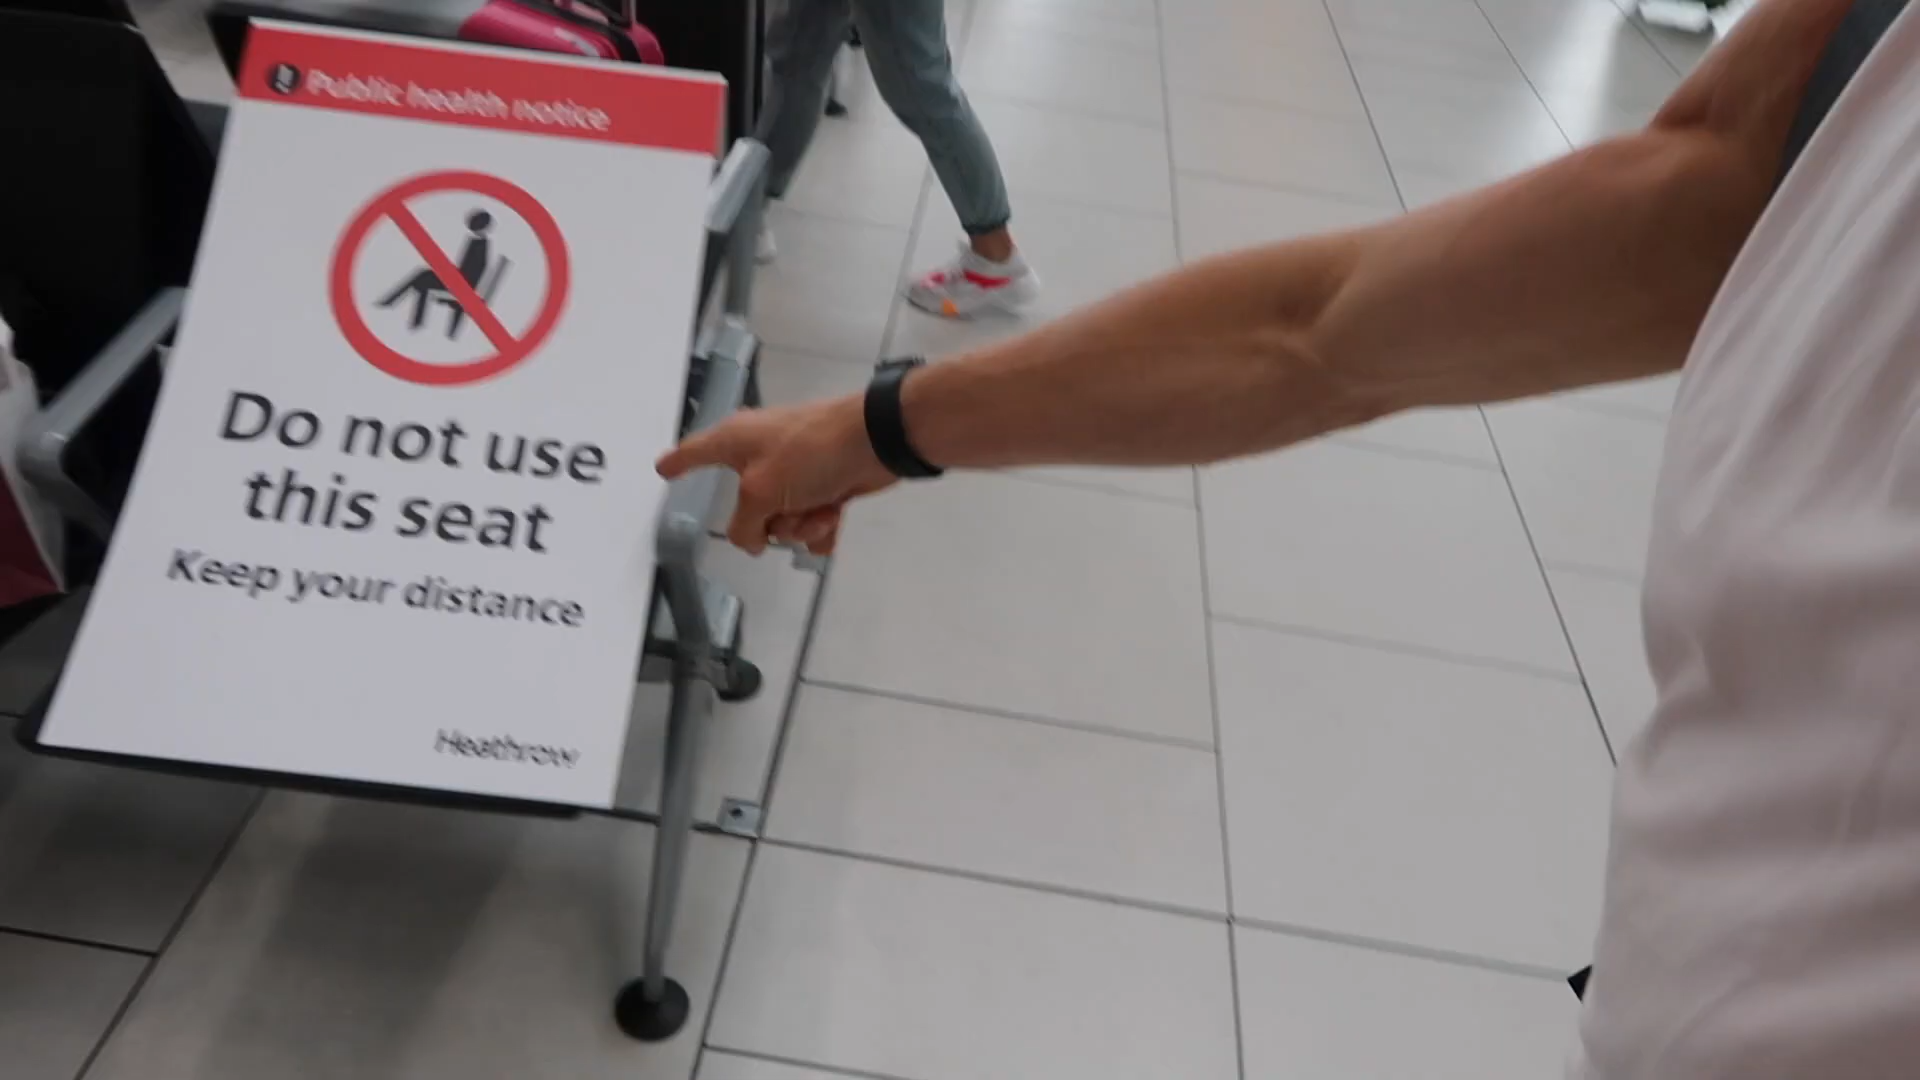 Public health notice
Do not use
this seat
Keep your distance
Heathrow